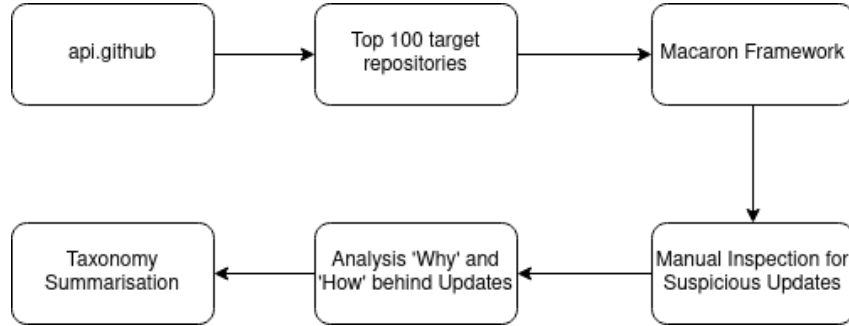 api.github
Top 100 target
repositories
Macaron Framework
Manual Inspection for
Suspicious Updates
Analysis 'Why' and
'How' behind Updates
Taxonomy
Summarisation